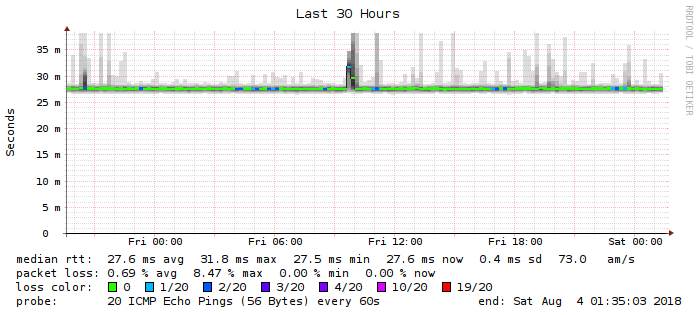 Last 30 Hours
RRDTOOL / TOBI OETIKER
Seconds
35 m
30 m
25 m
20 m
15 m
10 m
5 m
0
Fri 00:00 Fri 06:00 Fri 12:00 Fri 18:00 Sat 00:00
median rtt: 27.6 ms avg 31.8 ms max 27.5 ms min 27.6 ms now 0.4 ms sd 73.0 am/s
packet loss: 0.69 % avg 8.47 % max 0.00 % min 0.00 % now
loss color: 0 1/20 2/20 3/20 4/20 10/20 19/20
probe: 20 ICMP Echo Pings (56 Bytes) every 60s end: Sat Aug 4 01:35:03 2018